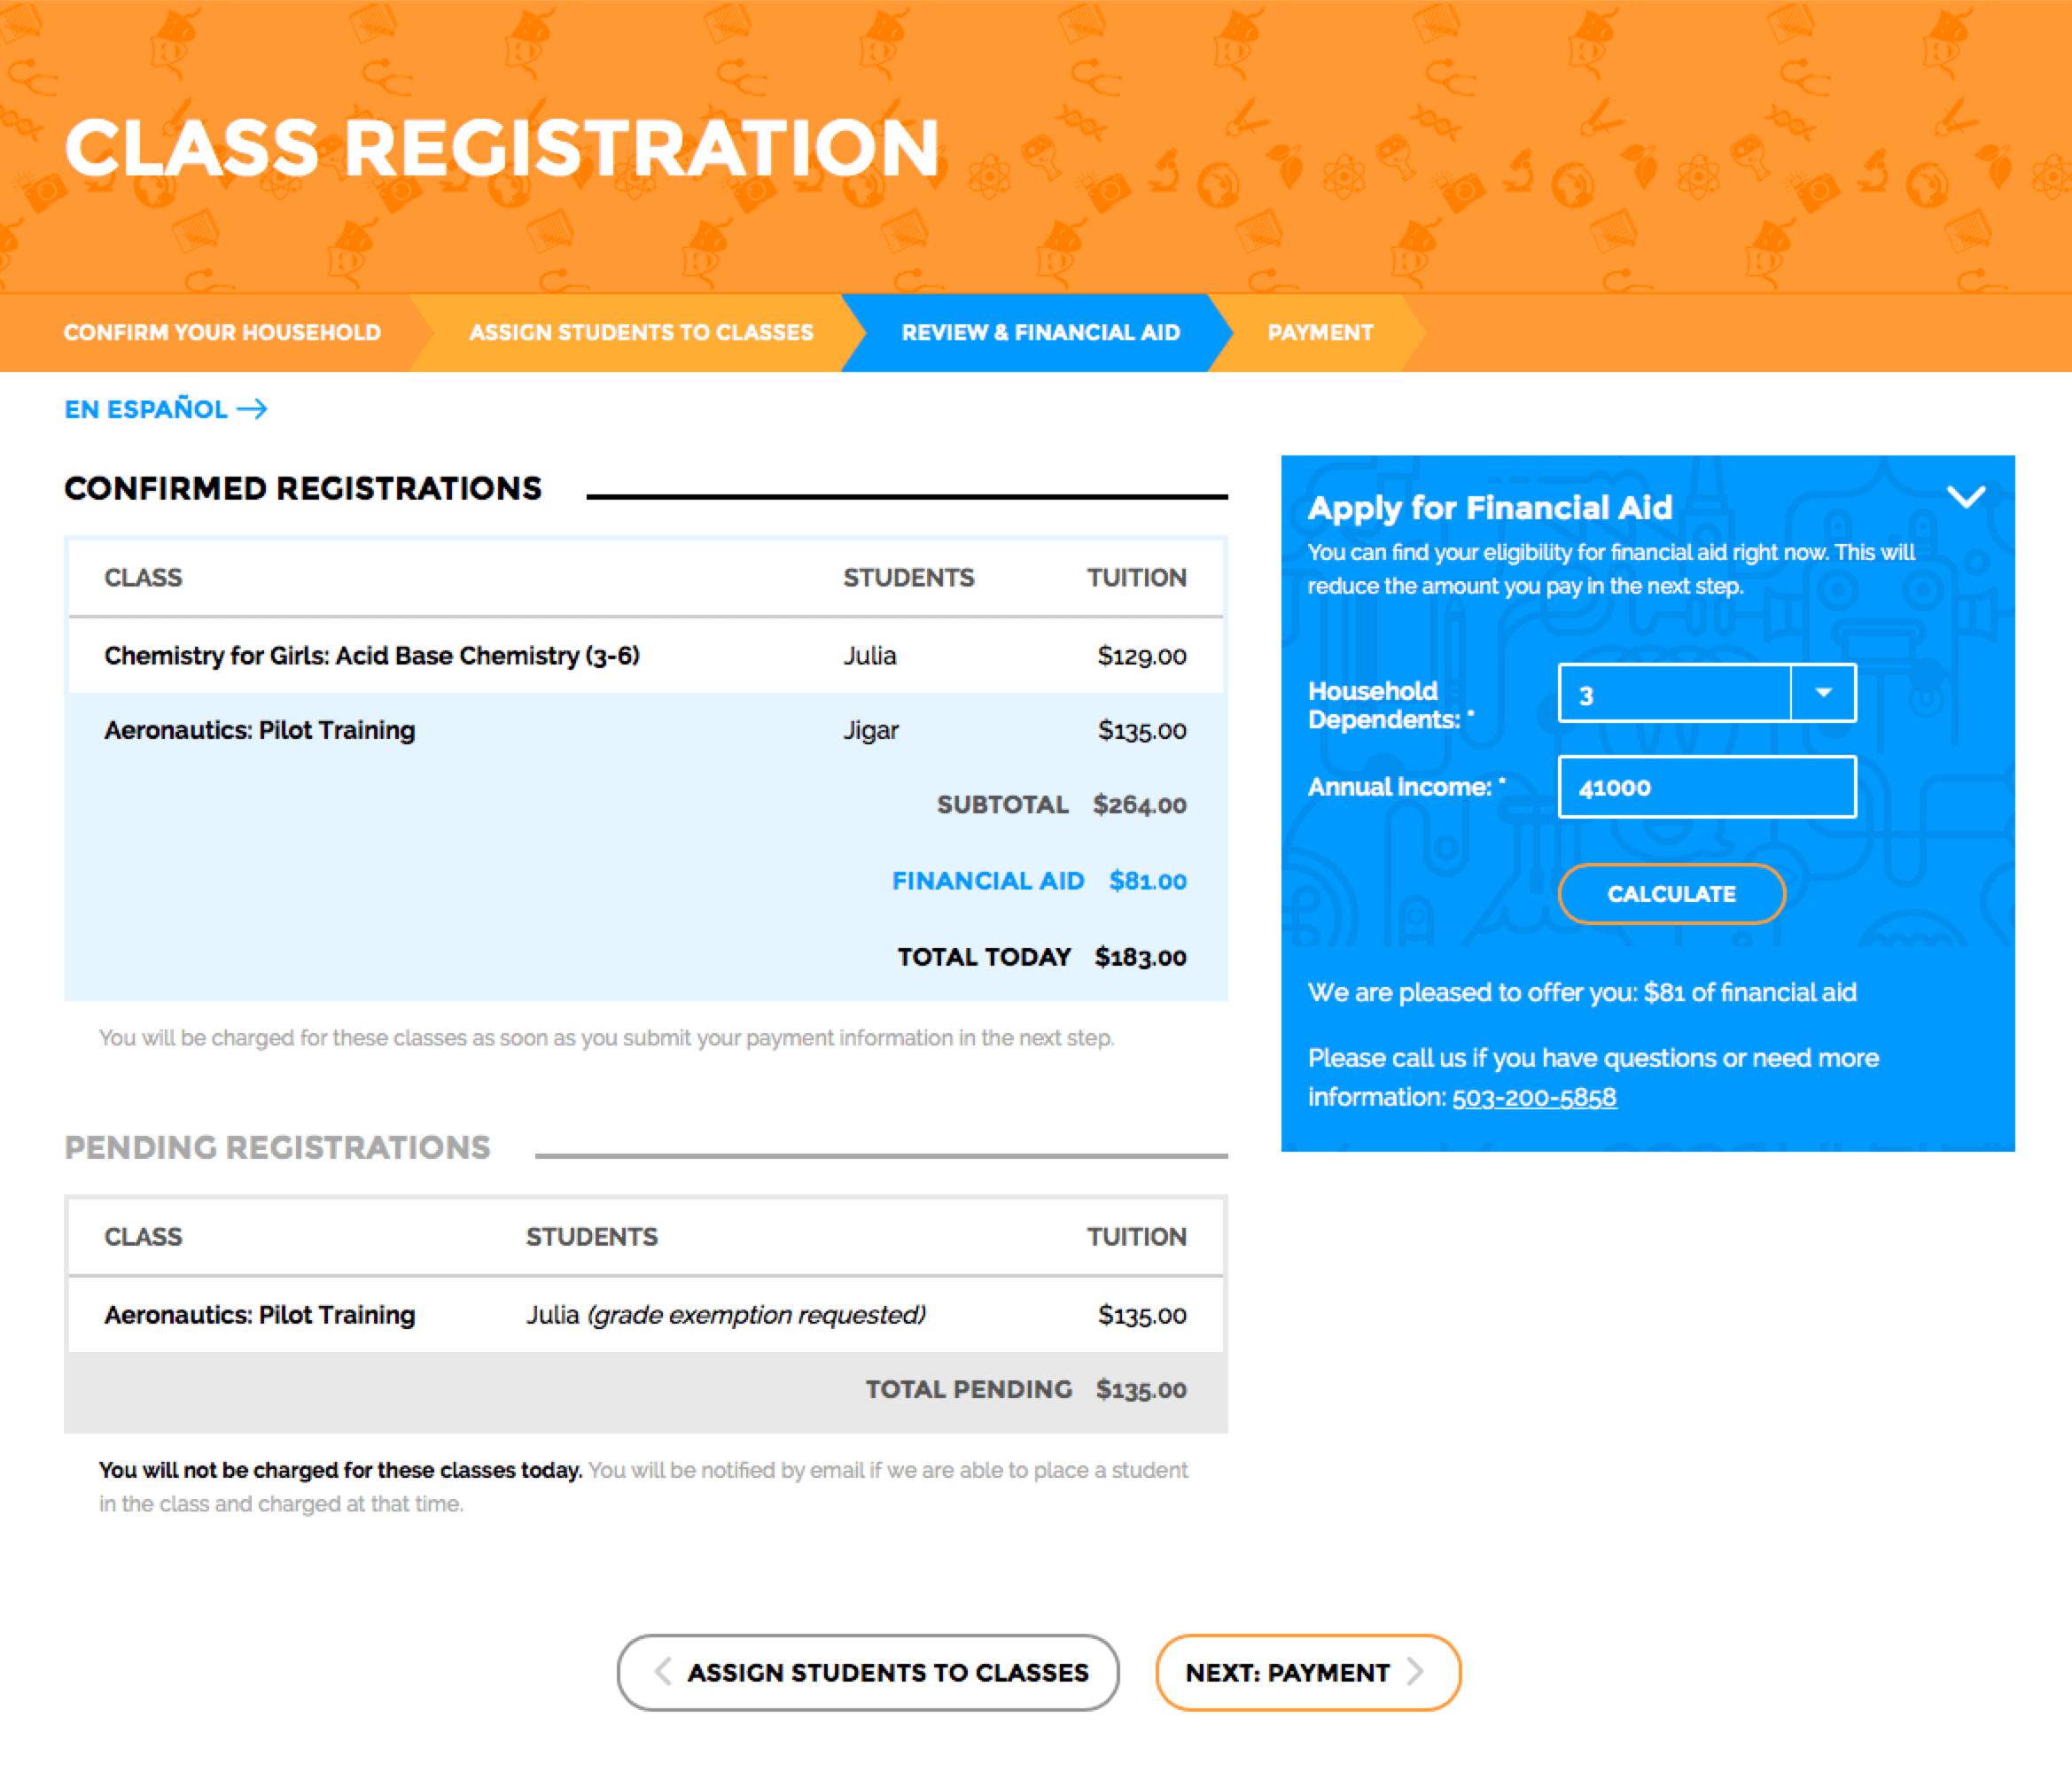 CLASS REGISTRATION
CONFIRM YOUR HOUSEHOLD ASSIGN STUDENTS TO CLASSES REVIEW & FINANCIAL AID PAYMENT
EN ESPAÑOL
CONFIRMED REGISTRATIONS
CLASS STUDENTS TUITION
Chemistry for Girls: Acid Base Chemistry (3-6) Julia $129.00
Aeronautics: Pilot Training Jigar $135.00
SUBTOTAL $264.00
FINANCIAL AID $81.00
TOTAL TODAY $183.00
You will be charged for these classes as soon as you submit your payment information in the next step.
PENDING REGISTRATIONS
CLASS STUDENTS TUITION
Aeronautics: Pilot Training Julia (grade exemption requested) $135.00
TOTAL PENDING $135.00
You will not be charged for these classes today. You will be notified by email if we are able to place a student
in the class and charged at that time.
Apply for Financial Aid
You can find your eligibility for financial aid right now. This will
reduce the amount you pay in the next step.
Household
Dependents: * 3
Annual income: * 41000
CALCULATE
We are pleased to offer you: $81 of financial aid
Please call us if you have questions or need more
information: 503-200-5858
ASSIGN STUDENTS TO CLASSES NEXT: PAYMENT